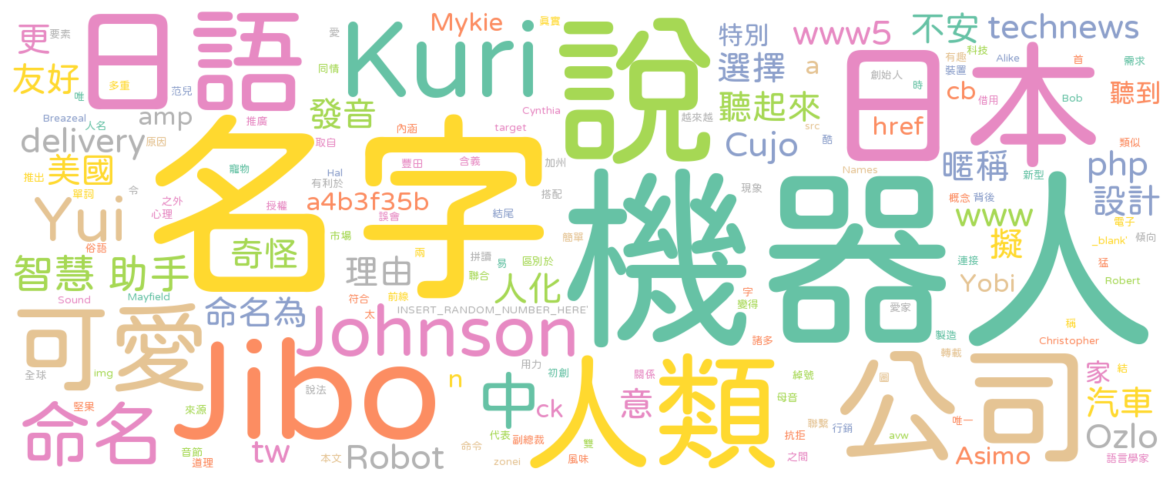 更 要素 日語 愛 Kuri Mykie 真實 說 特別 www5 不安 technews
友好 唯 多重 范兒 同情 end 選擇 a 日本 創始人 有趣 科技 裝置 Alike 首 需求
Breazeal 人名 amp 推廣 發音 Cynthia 聽起來 越來越 src 時 cb 借用 Bob 聽到
delivery 原因 取自 內涵 target Cujo 酷 href 類似
美國 推出 單詞 寵物 Hal 豐田 含義 加州 Names 暱稱 新型 php
名字 令 有利於 a4b3f35b 搭配 現象 機器人 概念 背後 設計
Yui 之外 心理 授權 誤會 結尾 www 電子 傾向
俗語 奇怪 市場 雨 拼讀 簡單 區別於 字 擬 _blank'
智慧 助手 理由 聯合 易 人化 變得 連接 猛 Robert
Sound Mayfield 符合 前線 Yobi
可愛 命名為 太 INSERT_RANDOM_NUMBER_HERE 愛家 製造 稱
Johnson 諸多 Christopher
全球 img Jibo 說法 n 用力 初創 人類 關係 公司 轉載 圖 家 結
命名 堅果 來源 中 ck 意 綽號 母音 唯一 汽車
音節 道理 tw 本文 Robot 命令 代表 副總裁 雙 抗拒 聯繫 行銷 Ozlo
zonei 風味 之間 avw Asimo 語言學家